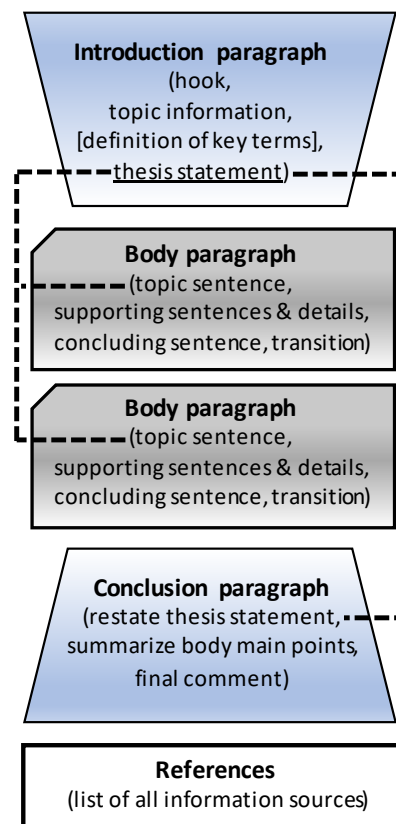 Introduction paragraph
(hook,
topic information,
[definition of key terms],
thesis statement)
Body paragraph
(topic sentence,
supporting sentences & details,
concluding sentence, transition)
Body paragraph
(topic sentence,
supporting sentences & details,
concluding sentence, transition)
Conclusion paragraph
(restate thesis statement,
summarize body main points,
final comment)
References
(list of all information sources)